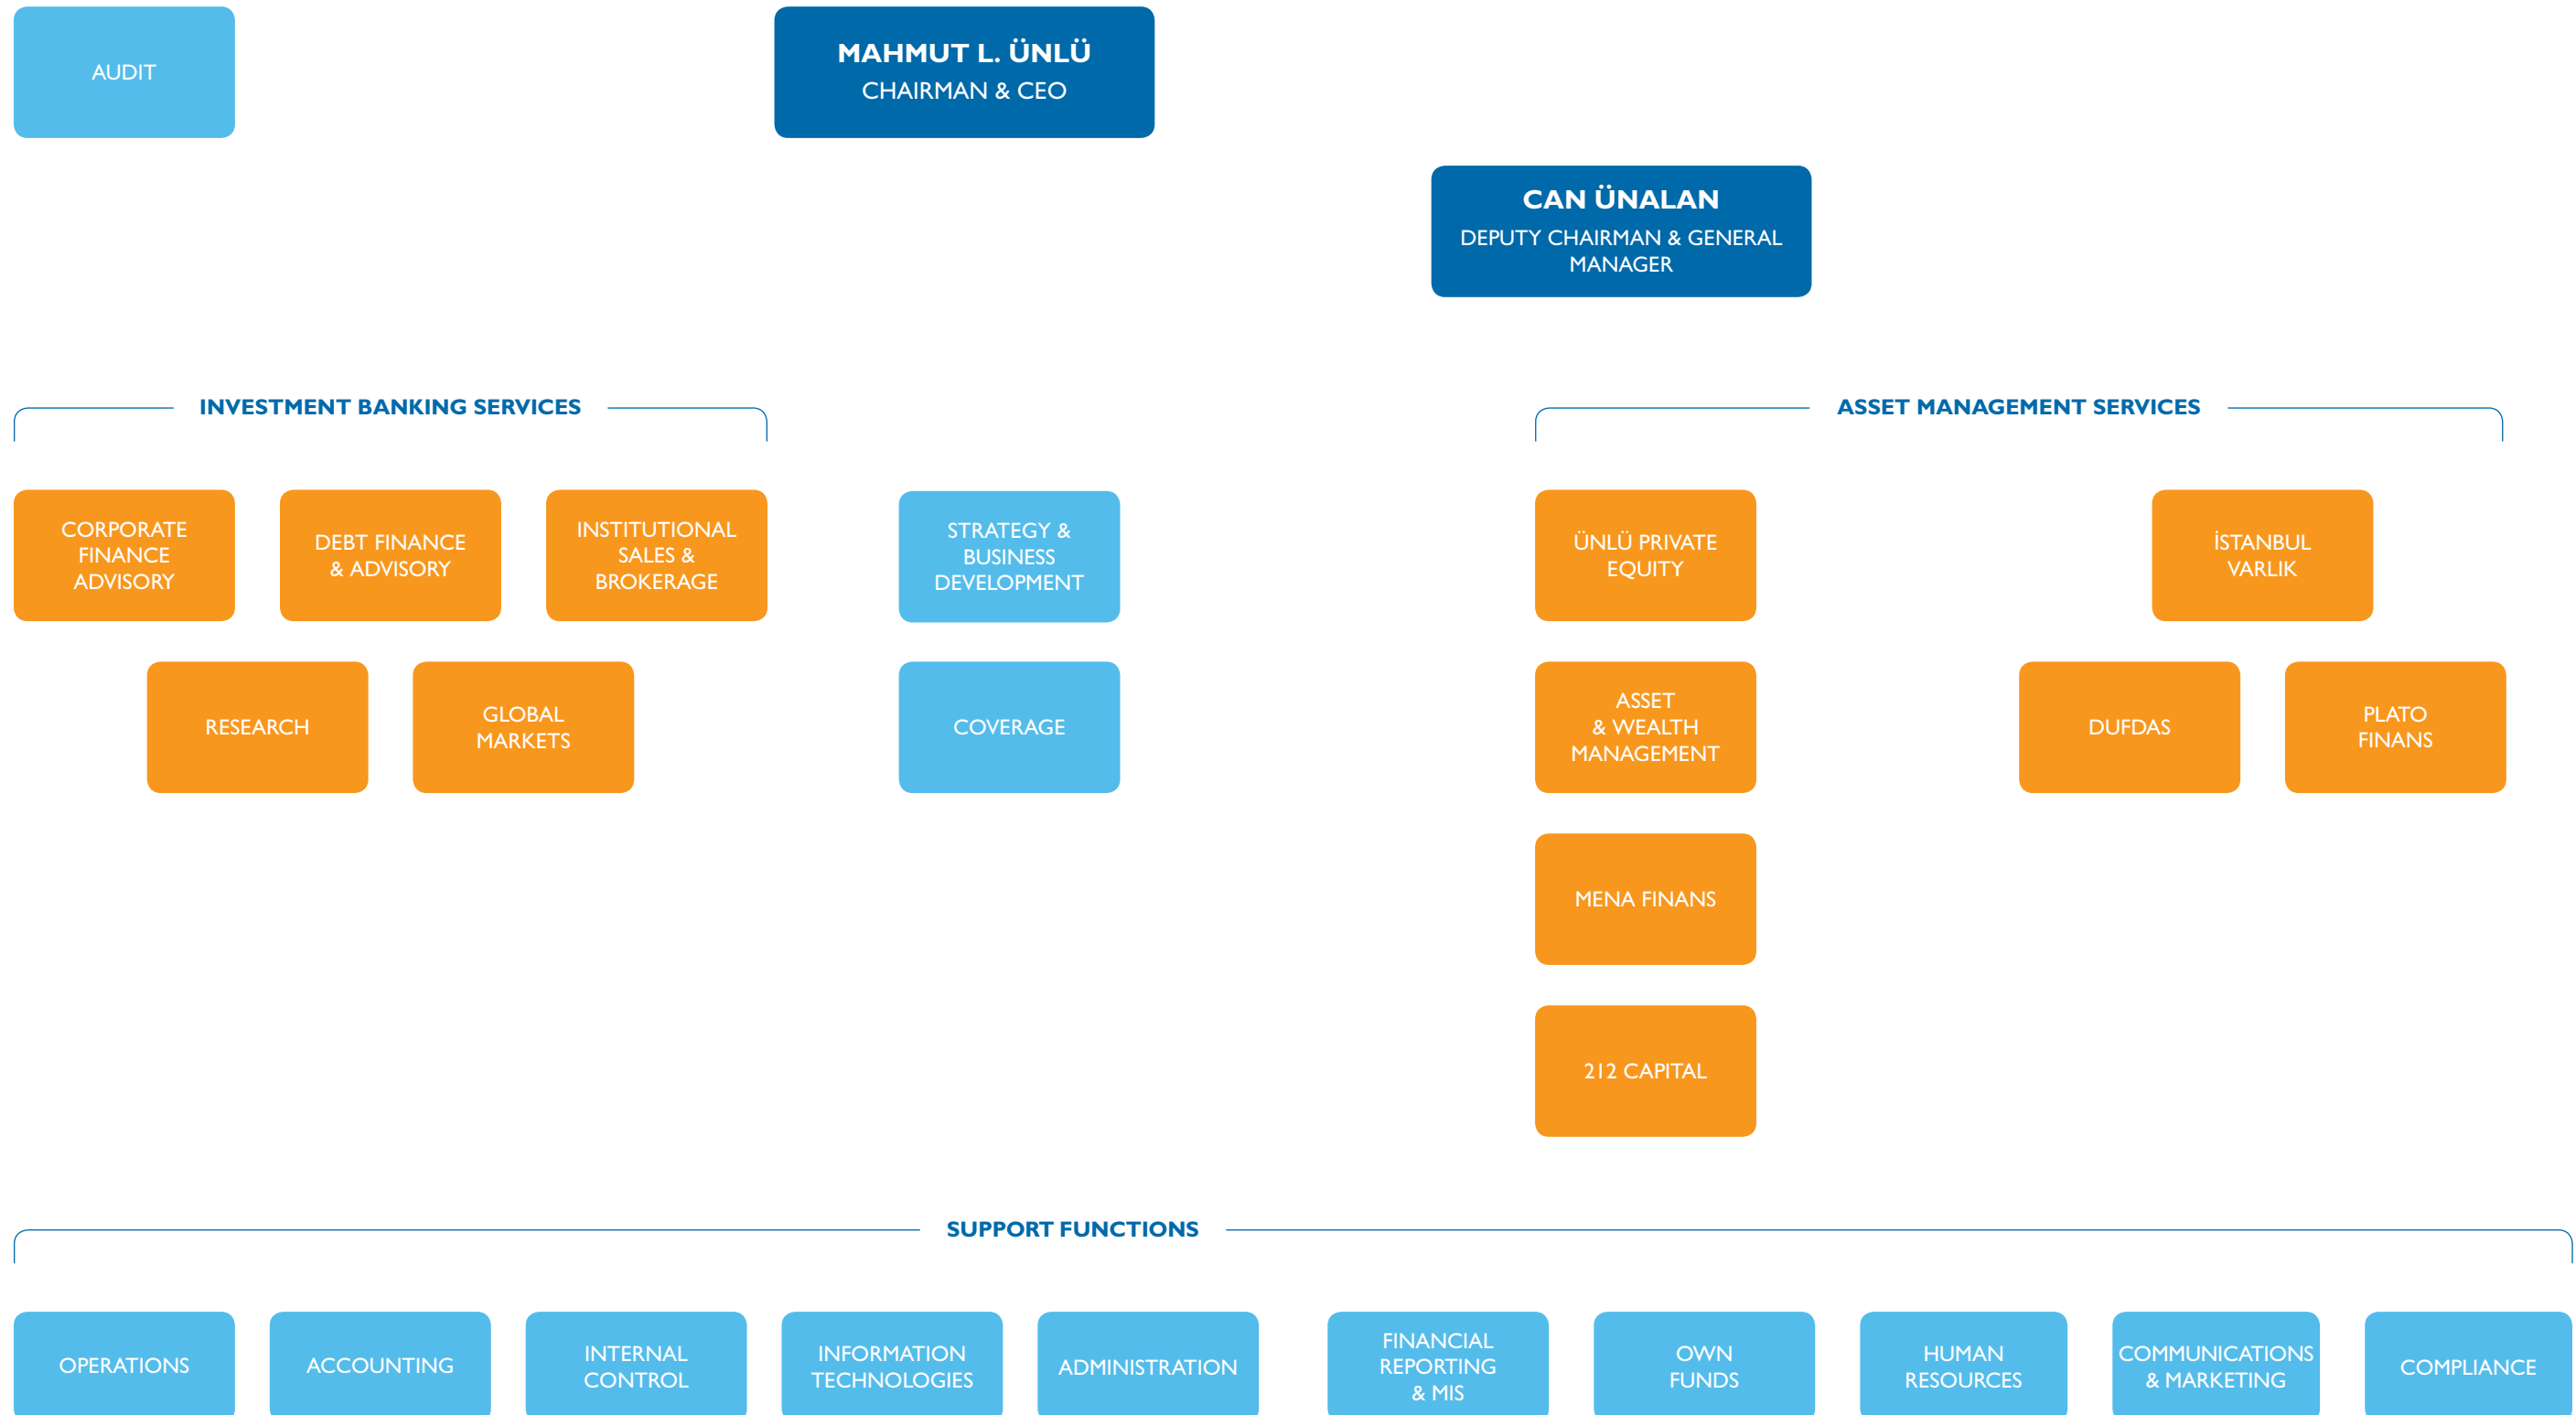 AUDIT
MAHMUT L. ÜNLÜ
CHAIRMAN & CEO
CAN ÜNALAN
DEPUTY CHAIRMAN & GENERAL
MANAGER
INVESTMENT BANKING SERVICES
CORPORATE
FINANCE
ADVISORY
DEBT FINANCE
& ADVISORY
INSTITUTIONAL
SALES &
BROKERAGE
RESEARCH
GLOBAL
MARKETS
STRATEGY &
BUSINESS
DEVELOPMENT
COVERAGE
ASSET MANAGEMENT SERVICES
ÜNLÜ PRIVATE
EQUITY
ASSET
& WEALTH
MANAGEMENT
MENA FINANS
212 CAPITAL
İSTANBUL
VARLIK
DUFDAS
PLATO
FINANS
SUPPORT FUNCTIONS
OPERATIONS
ACCOUNTING
INTERNAL
CONTROL
INFORMATION
TECHNOLOGIES
ADMINISTRATION
FINANCIAL
REPORTING
& MIS
OWN
FUNDS
HUMAN
RESOURCES
COMMUNICATIONS
& MARKETING
COMPLIANCE